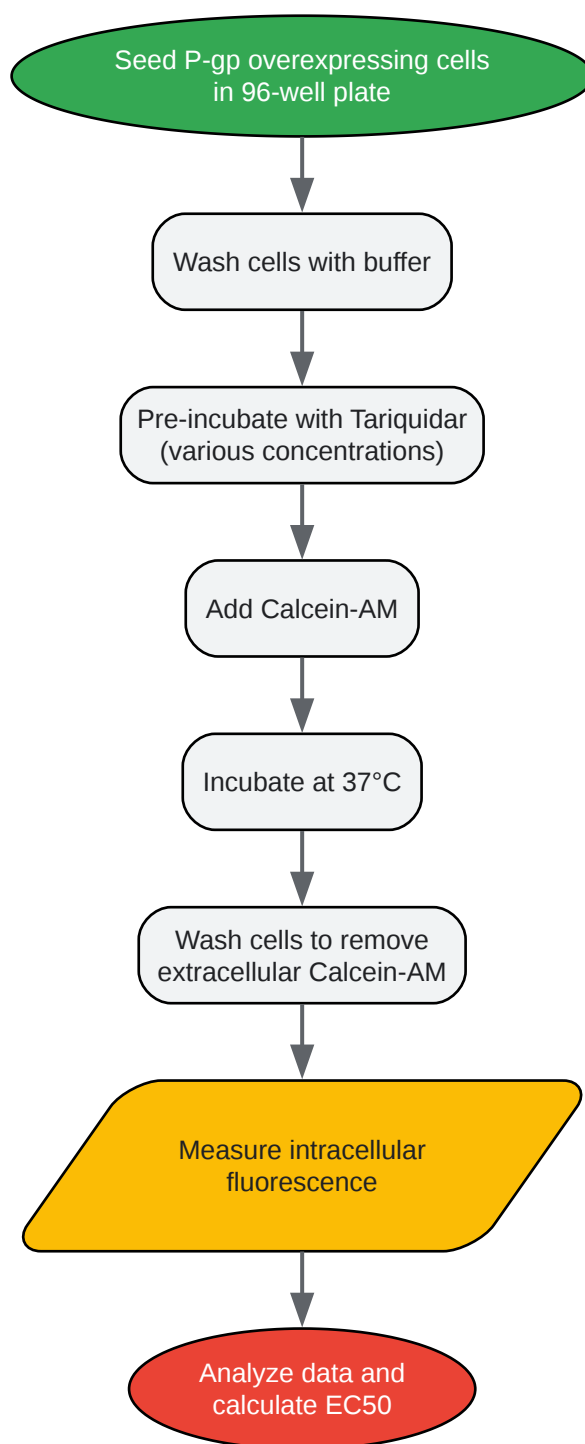 Seed P-gp overexpressing cells
in 96-well plate
Wash cells with buffer
Pre-incubate with Tariquidar
(various concentrations)
Add Calcein-AM
Incubate at 37°C
Wash cells to remove
extracellular Calcein-AM
Measure intracellular
fluorescence
Analyze data and
calculate EC50